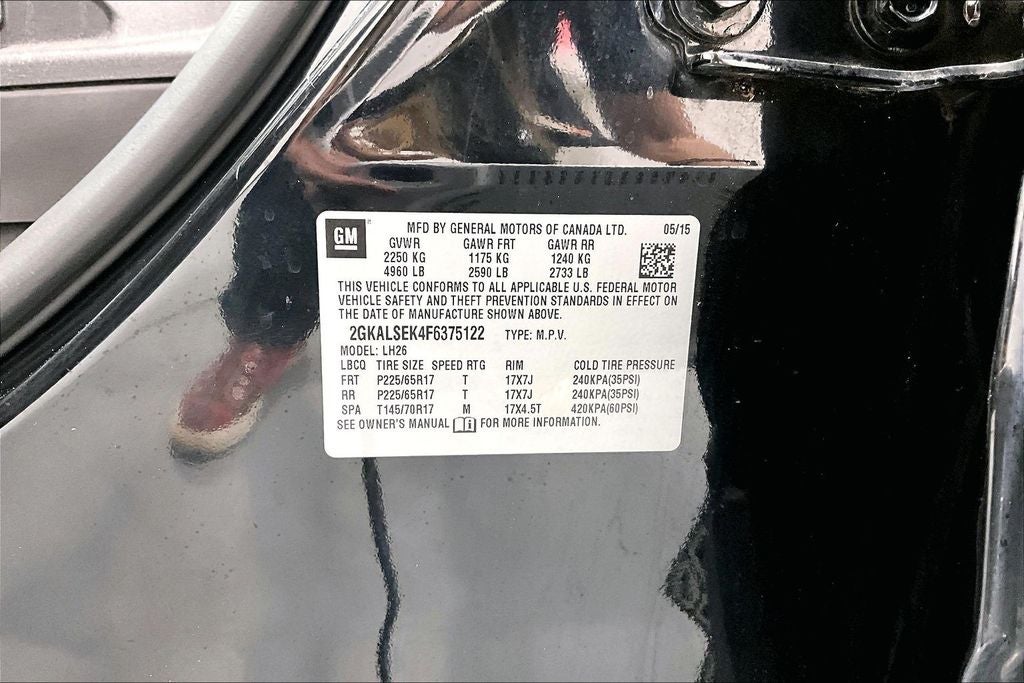 GM
MFD BY GENERAL MOTORS OF CANADA LTD. 05/15
GVWR GAWR FRT GAWR RR
2250 KG 1175 KG 1240 KG
4960 LB 2590 LB 2733 LB
THIS VEHICLE CONFORMS TO ALL APPLICABLE U.S. FEDERAL MOTOR
VEHICLE SAFETY AND THEFT PREVENTION STANDARDS IN EFFECT ON
THE DATE OF MANUFACTURE SHOWN ABOVE.
2GKALSEK4F6375122 TYPE: M.P.V.
MODEL: LH26
LBCQ TIRE SIZE SPEED RTG RIM COLD TIRE PRESSURE
FRT P225/65R17 T 17X7J 240KPA(35PSI)
RR P225/65R17 T 17X7J 240KPA(35PSI)
SPA T145/70R17 M 17X4.5T 420KPA(60PSI)
SEE OWNER'S MANUAL i FOR MORE INFORMATION.